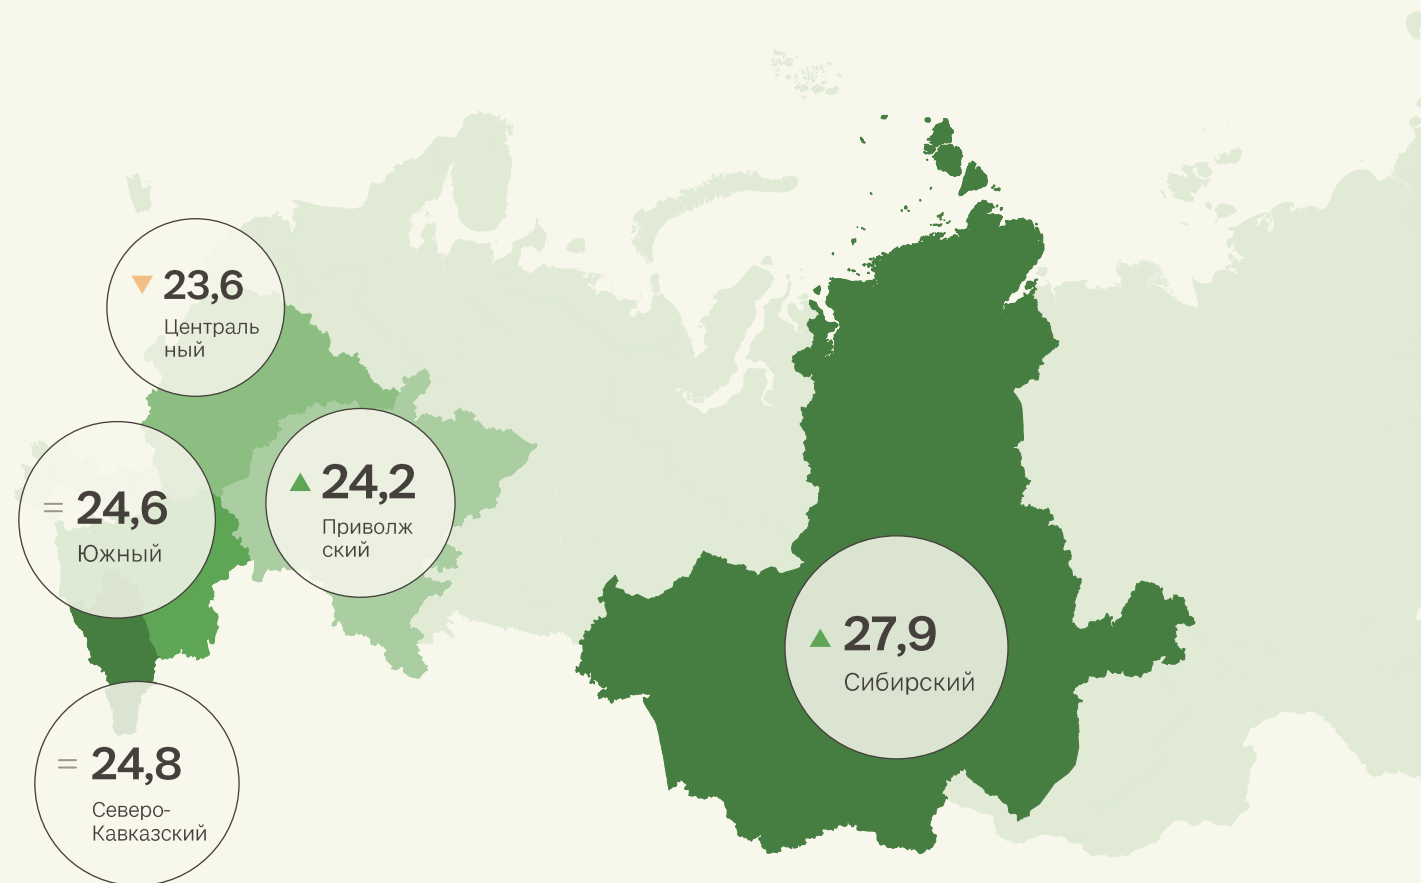 23,6
Централь
ный
24,2
Приволж
ский
= 24,6
Южный
27,9
Сибирский
= 24,8
Северо-
Кавказский